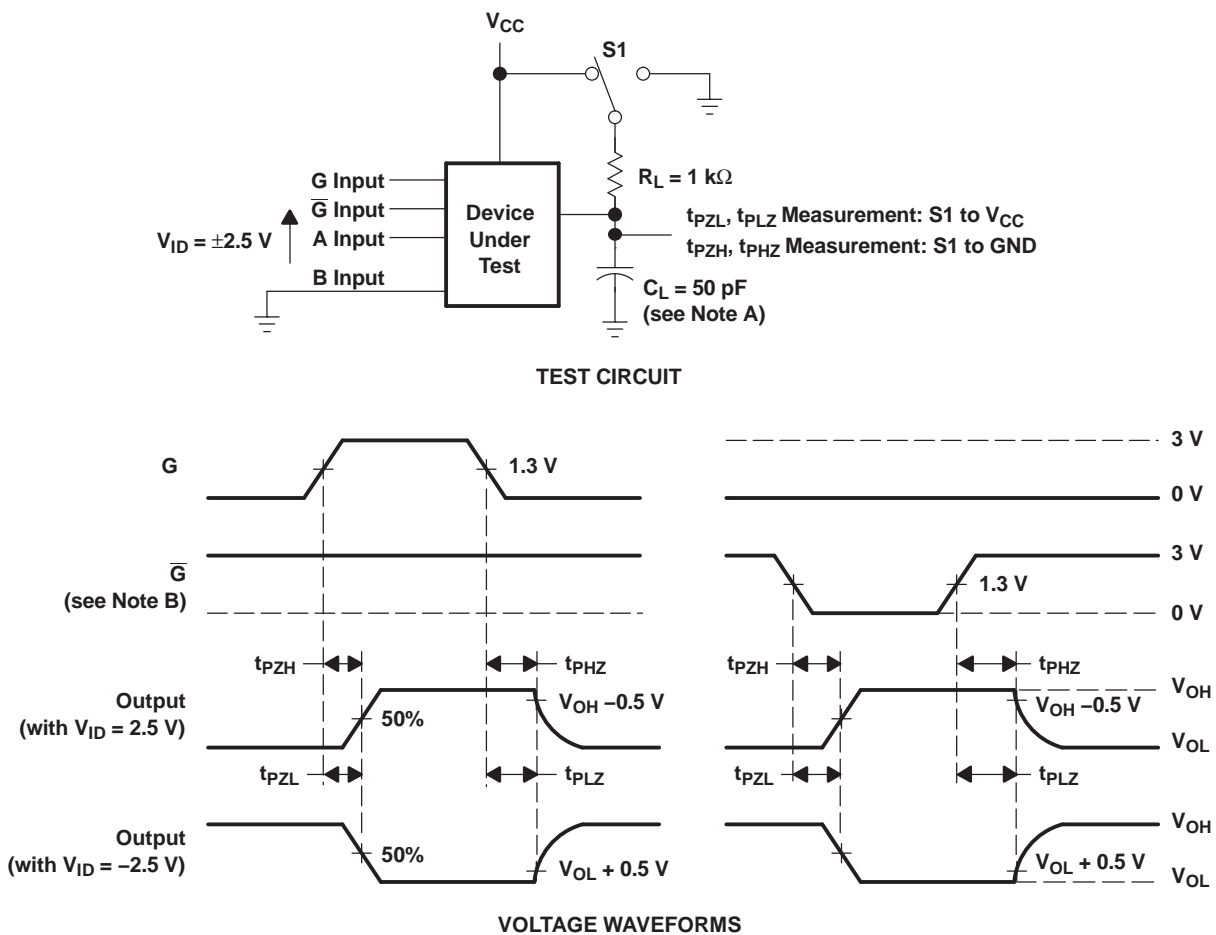 VCC
S1
G Input
G̅ Input
A Input
B Input
VID = ±2.5 V
Device
Under
Test
RL = 1 kΩ
tPZL, tPLZ Measurement: S1 to VCC
tPZH, tPHZ Measurement: S1 to GND
CL = 50 pF
(see Note A)
TEST CIRCUIT
G
1.3 V
3 V
0 V
G̅
(see Note B)
1.3 V
3 V
0 V
tPZH
tPHZ
tPZH
tPHZ
Output
(with VID = 2.5 V)
50%
VOH −0.5 V
VOH −0.5 V
VOH
VOL
tPZL
tPLZ
tPZL
tPLZ
Output
(with VID = −2.5 V)
50%
VOL + 0.5 V
VOL + 0.5 V
VOH
VOL
VOLTAGE WAVEFORMS